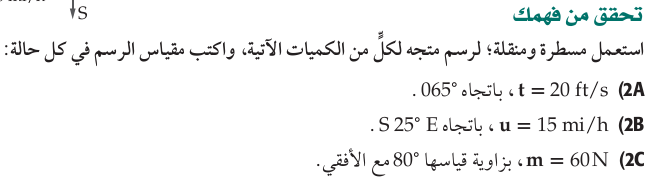 S
تحقق من فهمك
استعمل مسطرة ومنقلة؛ لرسم متجه لكلٍّ من الكميات الآتية، واكتب مقياس الرسم في كل حالة:
(2A t = 20 ft/s ، باتجاه 065° .
(2B u = 15 mi/h ، باتجاه S 25° E .
(2C m = 60 N ، بزاوية قياسها 80° مع الأفقي.